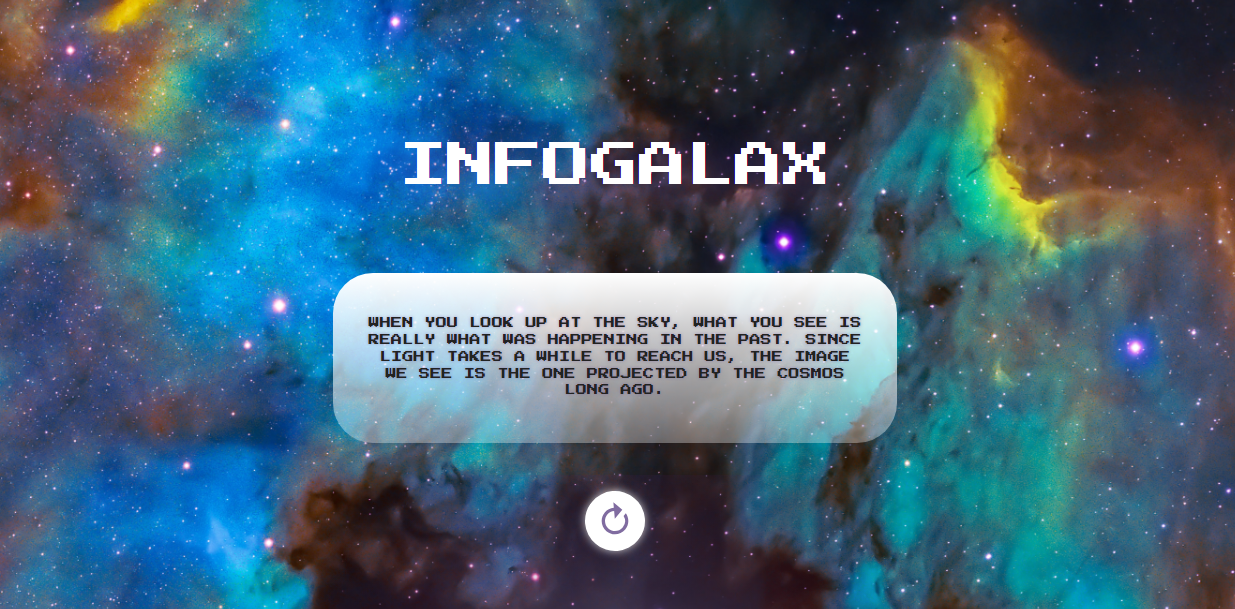 INFOGALAX
WHEN YOU LOOK UP AT THE SKY, WHAT YOU SEE IS
REALLY WHAT WAS HAPPENING IN THE PAST. SINCE
LIGHT TAKES A WHILE TO REACH US, THE IMAGE
WE SEE IS THE ONE PROJECTED BY THE COSMOS
LONG AGO.